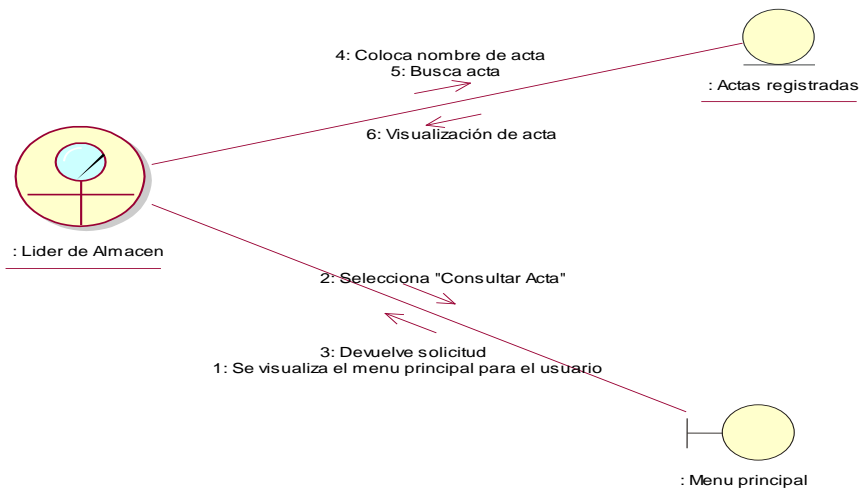 4: Coloca nombre de acta
5: Busca acta
: Actas registradas
6: Visualización de acta
: Lider de Almacen
2: Selecciona "Consultar Acta"
3: Devuelve solicitud
1: Se visualiza el menu principal para el usuario
: Menu principal